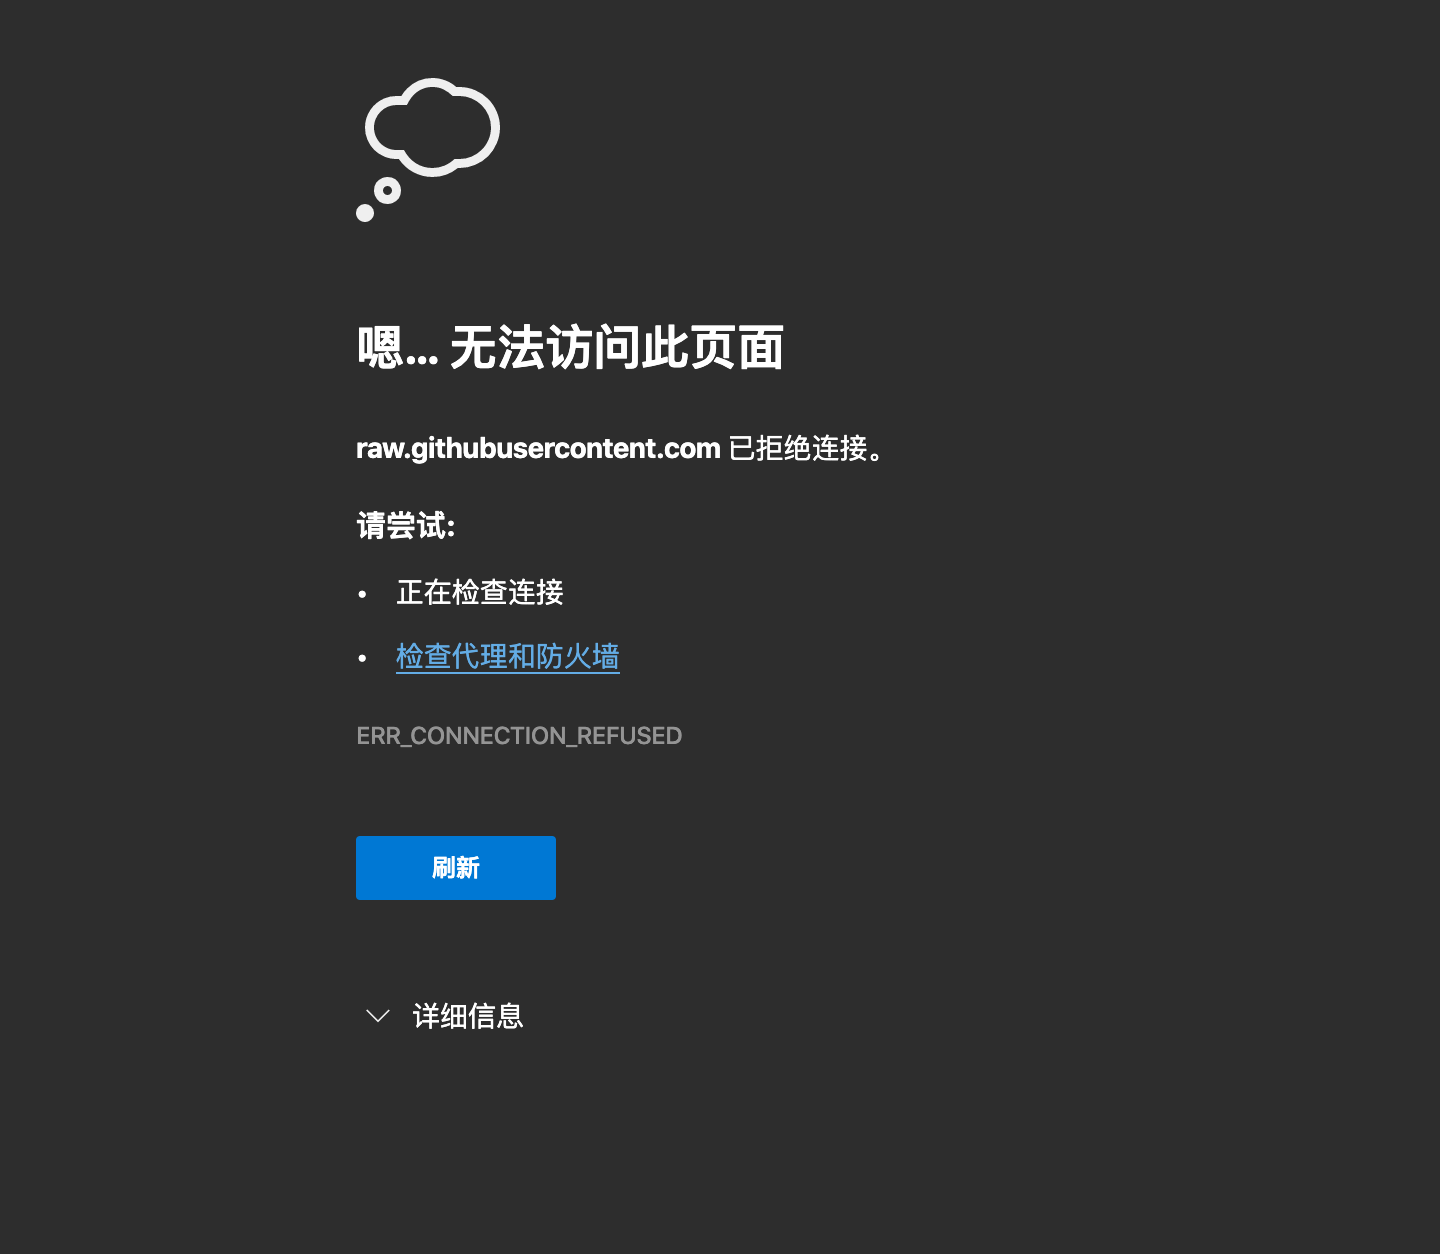 嗯... 无法访问此页面
raw.githubusercontent.com 已拒绝连接。
请尝试:
• 正在检查连接
• 检查代理和防火墙
ERR_CONNECTION_REFUSED
刷新
详细信息